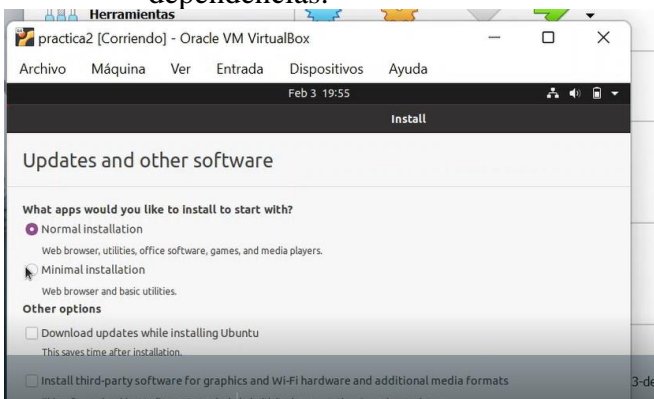 dependencias.
Herramientas
practica2 [Corriendo] - Oracle VM VirtualBox
Archivo Máquina Ver Entrada Dispositivos Ayuda
Feb 3 19:55
Install
Updates and other software
What apps would you like to install to start with?
Normal installation
Web browser, utilities, office software, games, and media players.
Minimal installation
Web browser and basic utilities.
Other options
Download updates while installing Ubuntu
This saves time after installation.
Install third-party software for graphics and Wi-Fi hardware and additional media formats
3-de